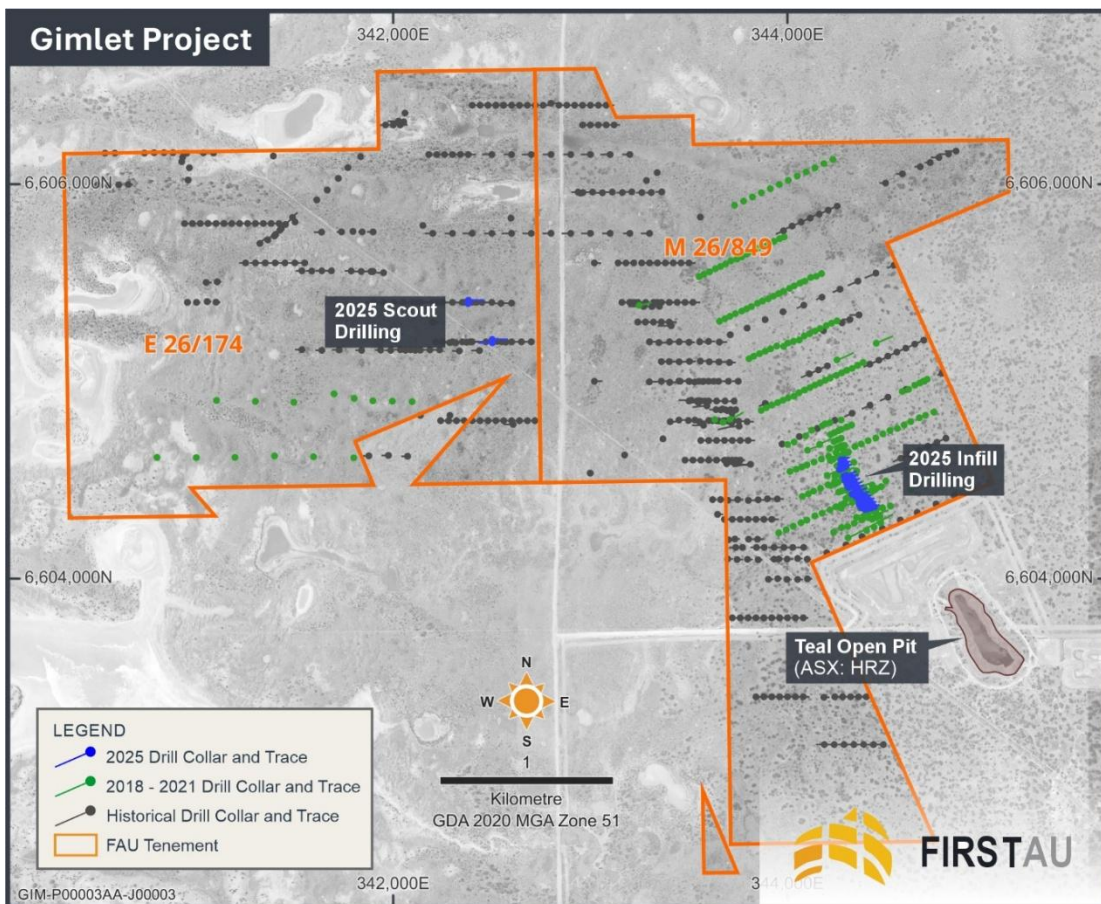 Gimlet Project
342,000E
344,000E
6,606,000N
6,606,000N
M 26/849
2025 Scout
Drilling
E 26/174
2025 Infill
Drilling
6,604,000N
6,604,000N
Teal Open Pit
(ASX: HRZ)
N
W
E
S
1
Kilometre
GDA 2020 MGA Zone 51
LEGEND
2025 Drill Collar and Trace
2018 - 2021 Drill Collar and Trace
Historical Drill Collar and Trace
FAU Tenement
FIRSTAU
GIM-P00003AA-J00003
342,000E
344,000E